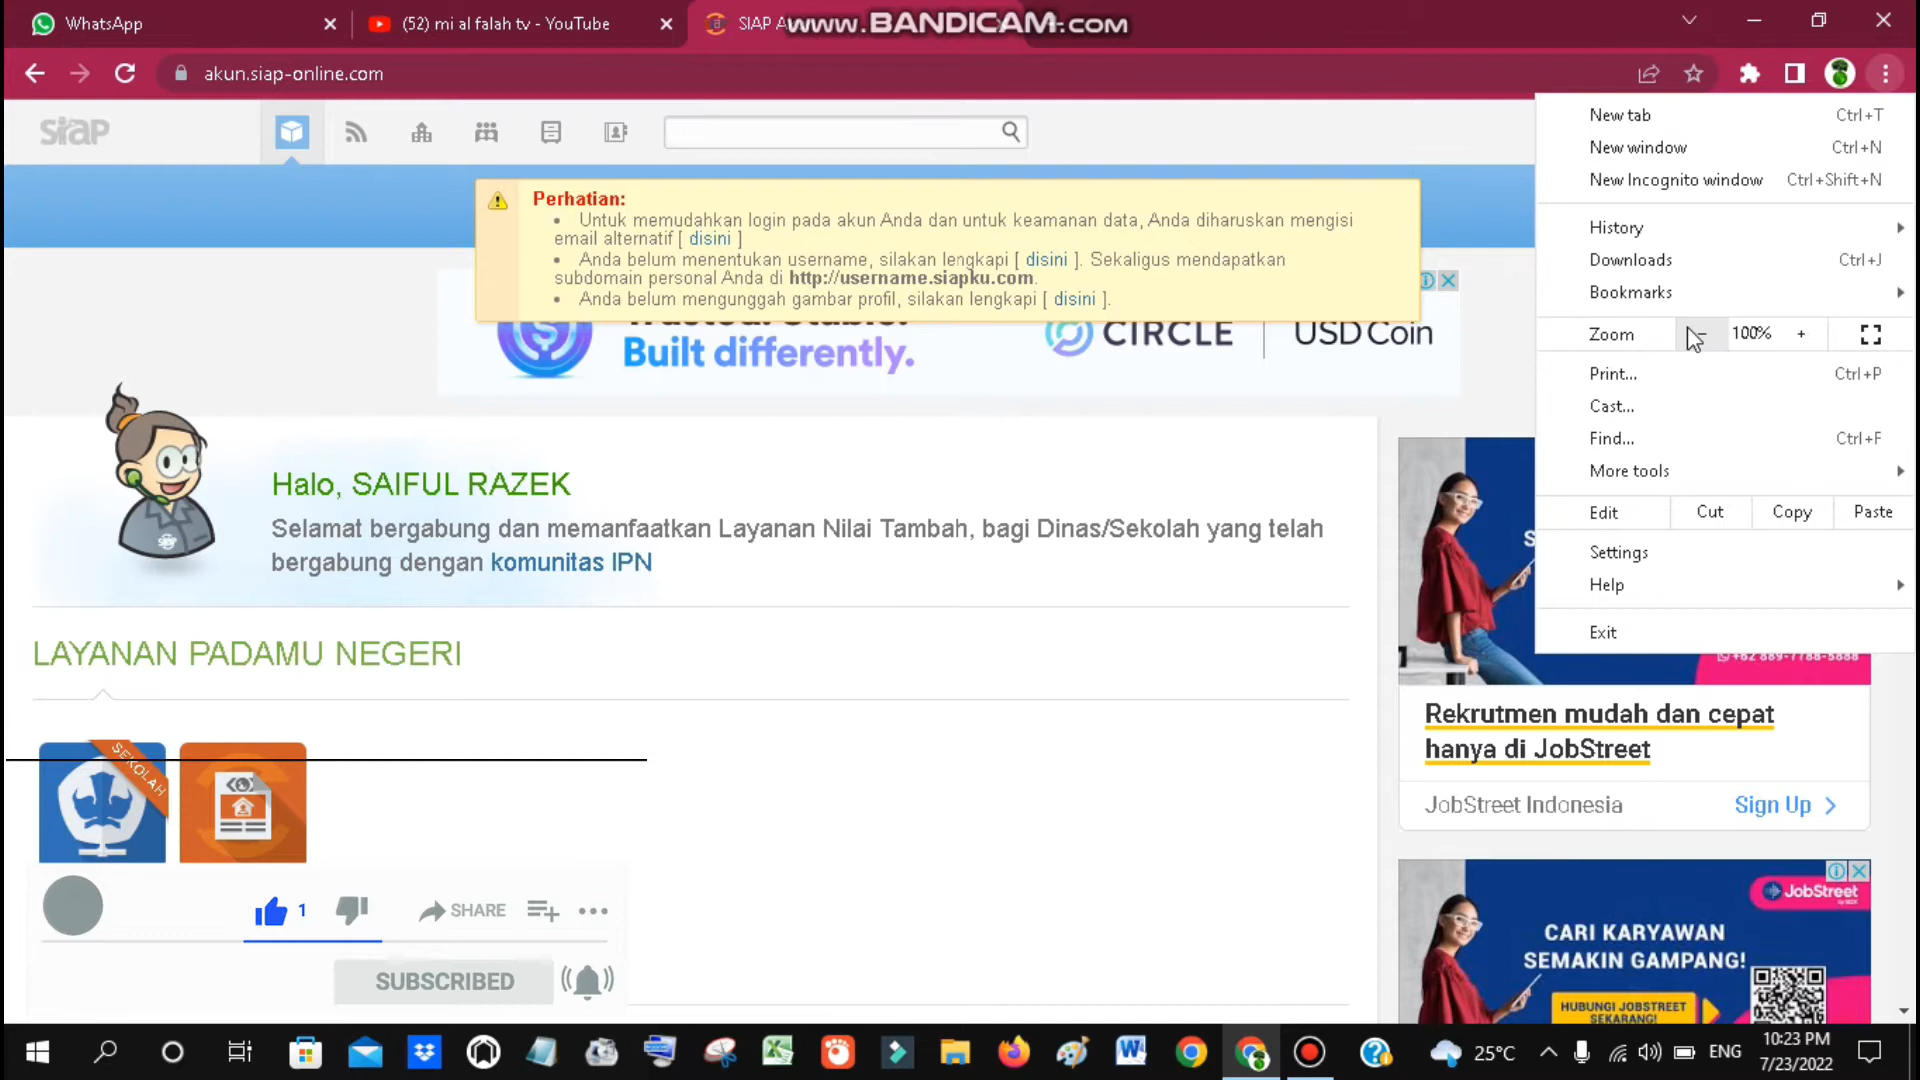 WhatsApp
(52) mi al falah tv - YouTube
SIAP A
WWW.BANDICAM.COM
akun.siap-online.com
siap
Perhatian:
Untuk memudahkan login pada akun Anda dan untuk keamanan data, Anda diharuskan mengisi
email alternatif [ disini ]
Anda belum menentukan username, silakan lengkapi [ disini ]. Sekaligus mendapatkan
subdomain personal Anda di http://username.siapku.com.
Anda belum mengunggah gambar profil, silakan lengkapi [ disini ].
Built differently.
CIRCLE
USD Coin
New tab Ctrl+T
New window Ctrl+N
New Incognito window Ctrl+Shift+N
History
Downloads Ctrl+J
Bookmarks
Zoom - 100% +
Print... Ctrl+P
Cast...
Find... Ctrl+F
More tools
Edit Cut Copy Paste
Settings
Help
Exit
Halo, SAIFUL RAZEK
Selamat bergabung dan memanfaatkan Layanan Nilai Tambah, bagi Dinas/Sekolah yang telah
bergabung dengan komunitas IPN
LAYANAN PADAMU NEGERI
SEKOLAH
1
SHARE
SUBSCRIBED
+62 889-7788-5888
Rekrutmen mudah dan cepat
hanya di JobStreet
JobStreet Indonesia
Sign Up
JobStreet
CARI KARYAWAN
SEMAKIN GAMPANG!
HUBUNGI JOBSTREET
SEKARANG!
25°C
ENG
10:23 PM
7/23/2022